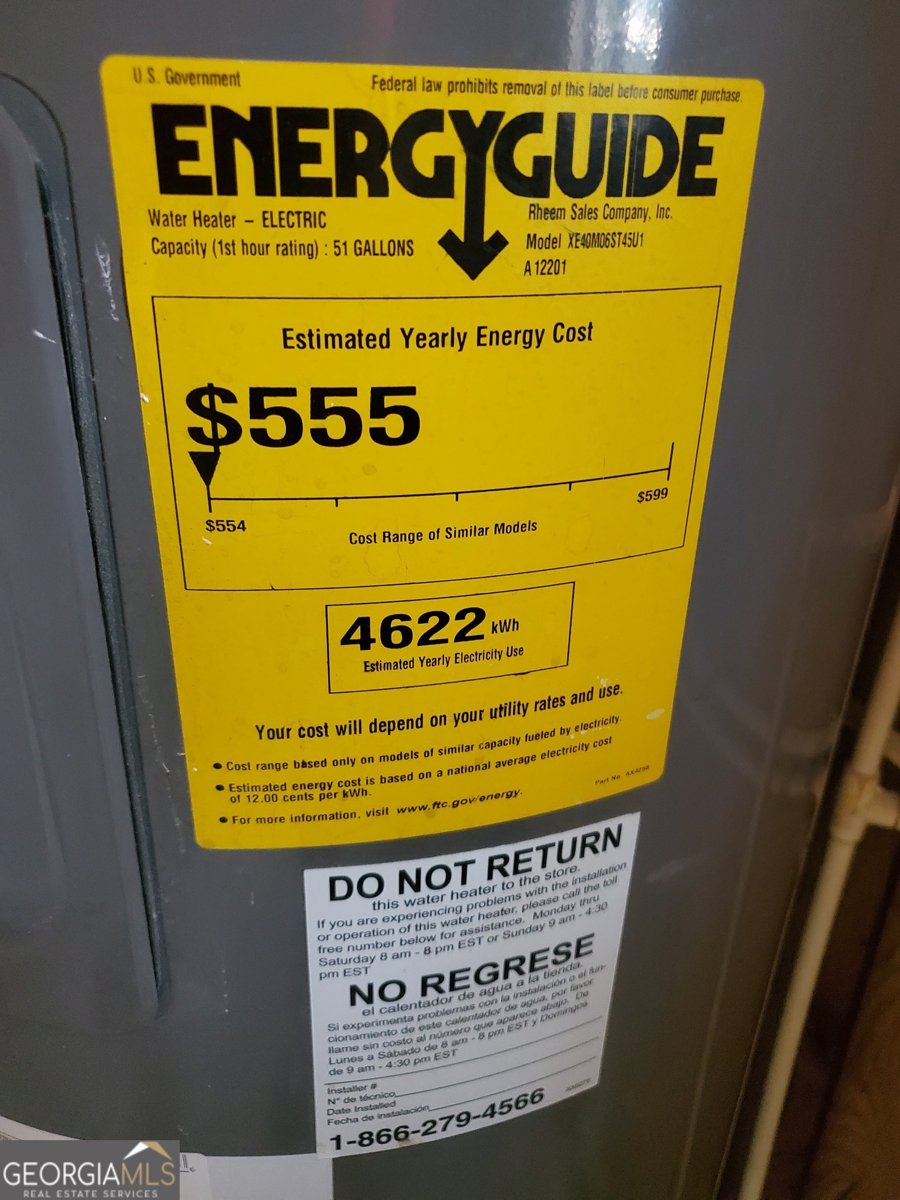 U.S. Government
Federal law prohibits removal of this label before consumer purchase.
ENERGYGUIDE
Water Heater – ELECTRIC
Capacity (1st hour rating) : 51 GALLONS
Rheem Sales Company, Inc.
Model XE40M06ST45U1
A12201
Estimated Yearly Energy Cost
$555
$554
$599
Cost Range of Similar Models
4622 kWh
Estimated Yearly Electricity Use
Your cost will depend on your utility rates and use.
● Cost range based only on models of similar capacity fueled by electricity.
● Estimated energy cost is based on a national average electricity cost
of 12.00 cents per kWh.
● For more information, visit www.ftc.gov/energy.
Part No.
DO NOT RETURN
this water heater to the store.
If you are experiencing problems with the installation
or operation of this water heater, please call the toll
free number below for assistance. Monday thru
Saturday 8 am - 8 pm EST or Sunday 9 am - 4:30
pm EST
NO REGRESE
el calentador de agua a la tienda.
Si experimenta problemas con la instalación o el fun-
cionamiento de este calentador de agua, por favor
llame sin costo al número que aparece abajo. De
Lunes a Sábado de 8 am - 8 pm EST y Domingos
de 9 am - 4:30 pm EST
Installer #
N° de técnico
Date Installed
Fecha de instalación
1-866-279-4566
GEORGIAMLS
REAL ESTATE SERVICES